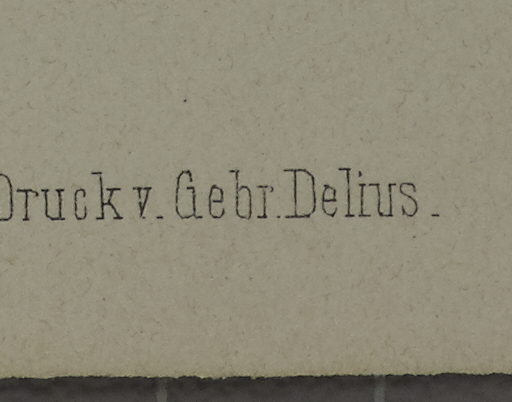 Druck v. Gebr. Delius.